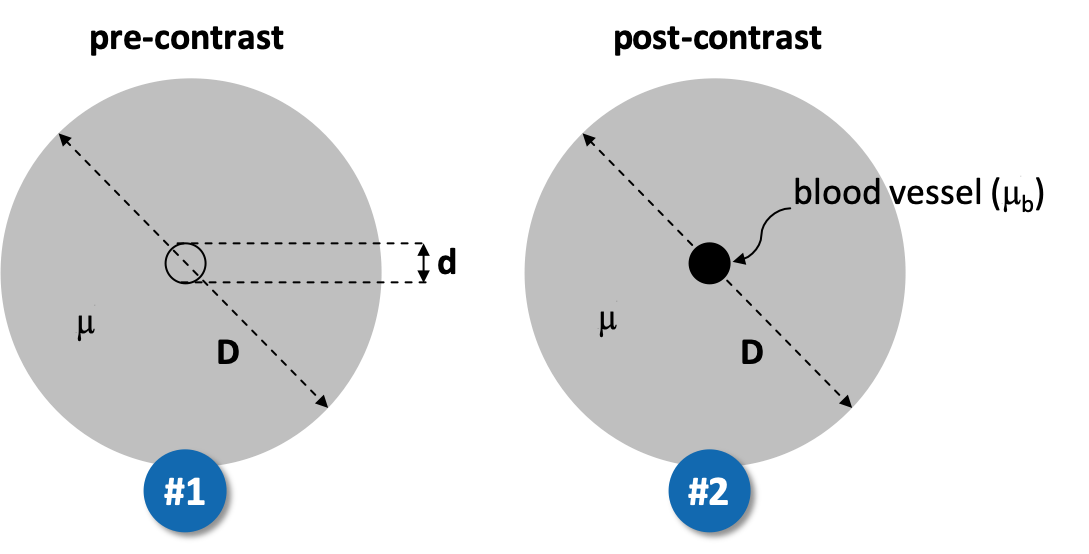 pre-contrast
post-contrast
blood vessel (μb)
d
μ
μ
D
D
#1
#2